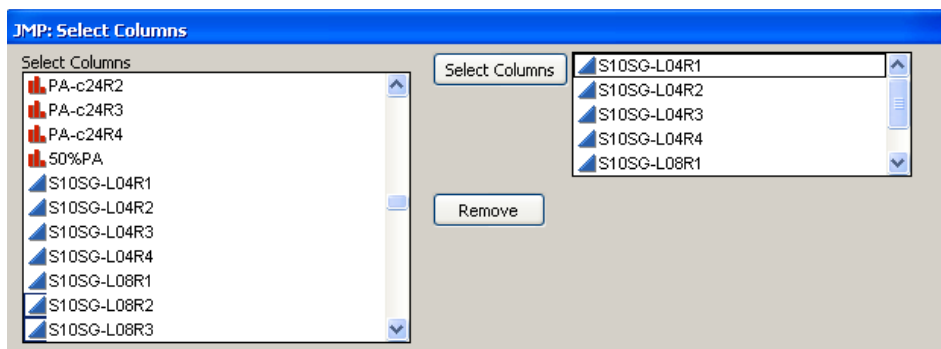 JMP: Select Columns
Select Columns
PA-c24R2
PA-c24R3
PA-c24R4
50%PA
S10SG-L04R1
S10SG-L04R2
S10SG-L04R3
S10SG-L04R4
S10SG-L08R1
S10SG-L08R2
S10SG-L08R3
Select Columns
Remove
S10SG-L04R1
S10SG-L04R2
S10SG-L04R3
S10SG-L04R4
S10SG-L08R1